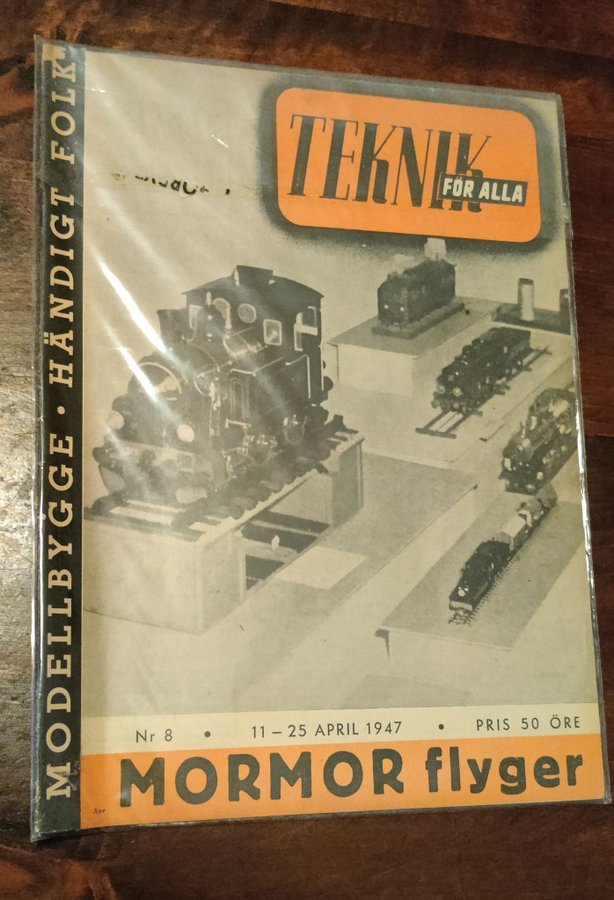 MODELLBYGGE · HÄNDIGT FOLK
TEKNIK
FÖR ALLA
Nr 8 • 11–25 APRIL 1947 • PRIS 50 ÖRE
MORMOR flyger